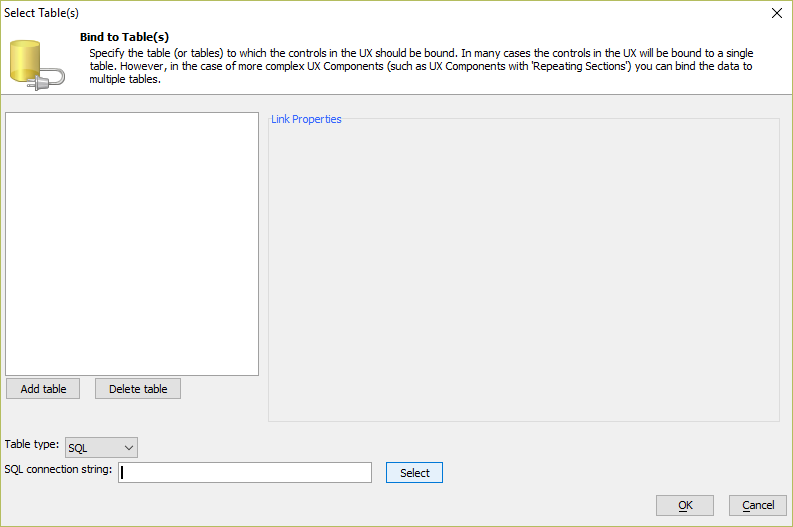 Select Table(s)
Bind to Table(s)
Specify the table (or tables) to which the controls in the UX should be bound. In many cases the controls in the UX will be bound to a single
table. However, in the case of more complex UX Components (such as UX Components with 'Repeating Sections') you can bind the data to
multiple tables.
Link Properties
Add table
Delete table
Table type:
SQL
SQL connection string:
Select
OK
Cancel